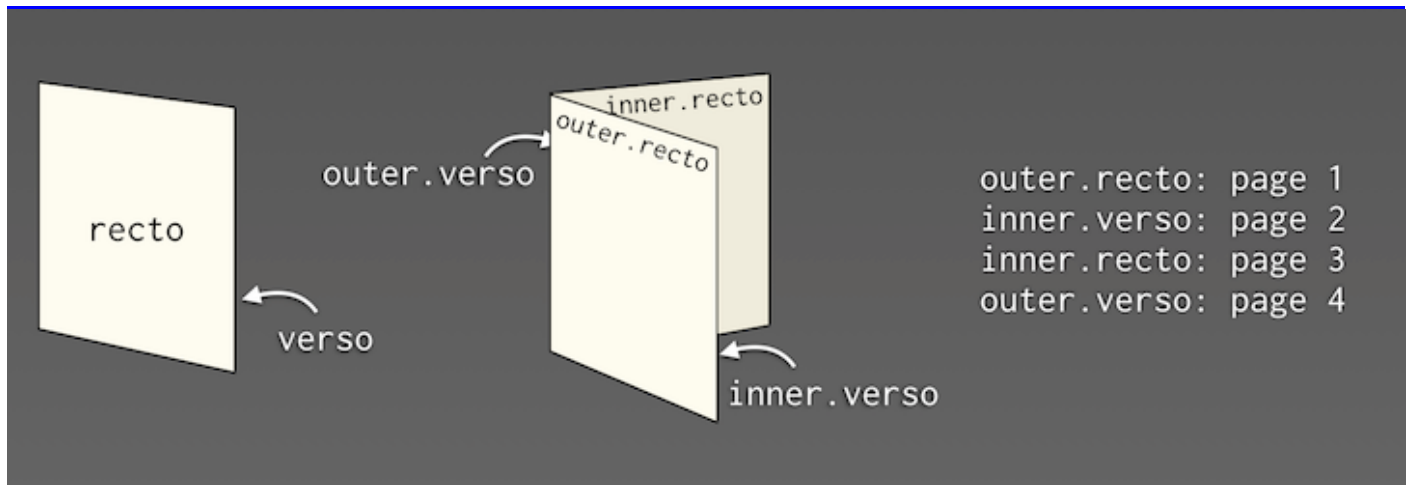 recto
verso
outer.verso
inner.recto
outer.recto
inner.verso
outer.recto: page 1
inner.verso: page 2
inner.recto: page 3
outer.verso: page 4